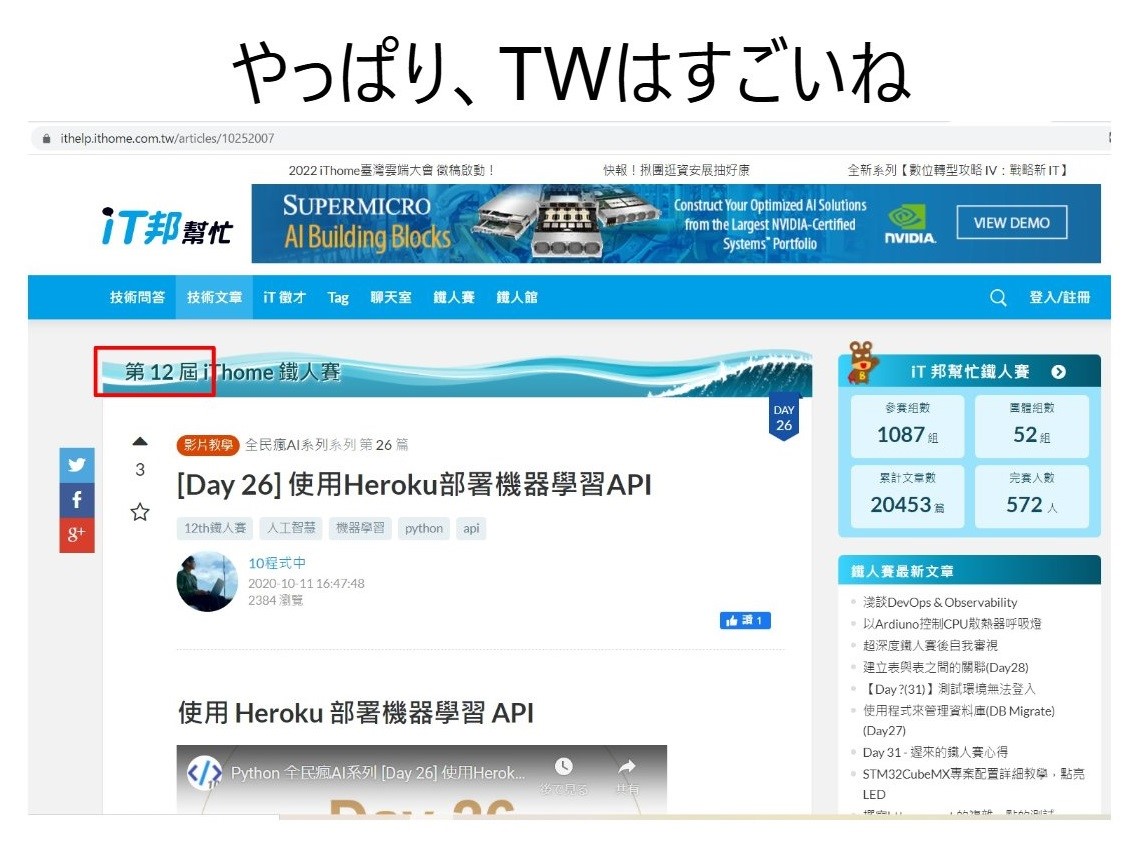 やっぱり、TWはすごいね
ithelp.ithome.com.tw/articles/10252007
2022 iThome臺灣雲端大會 徵稿啟動！
快報！揪團逛資安展抽好康
全新系列【數位轉型攻略 IV：戰略新 IT】
iT邦幫忙
SUPERMICRO
AI Building Blocks
Construct Your Optimized AI Solutions
from the Largest NVIDIA-Certified
Systems™ Portfolio
NVIDIA.
VIEW DEMO
技術問答 技術文章 iT 徵才 Tag 聊天室 鐵人賽 鐵人館
登入/註冊
第 12 屆 iThome 鐵人賽
DAY
26
3
影片教學 全民瘋AI系列系列 第 26 篇
[Day 26] 使用Heroku部署機器學習API
12th鐵人賽 人工智慧 機器學習 python api
10程式中
2020-10-11 16:47:48
2384 瀏覽
讚 1
使用 Heroku 部署機器學習 API
Python 全民瘋AI系列 [Day 26] 使用Herok...
後で見る 共有
Day 26
iT 邦幫忙鐵人賽
參賽組數
1087 組
團體組數
52 組
累計文章數
20453 篇
完賽人數
572 人
鐵人賽最新文章
淺談DevOps & Observability
以Ardiuno控制CPU散熱器呼吸燈
超深度鐵人賽後自我審視
建立表與表之間的關聯(Day28)
【Day ?(31)】測試環境無法登入
使用程式來管理資料庫(DB Migrate)
(Day27)
Day 31 - 遲來的鐵人賽心得
STM32CubeMX專案配置詳細教學，點亮
LED